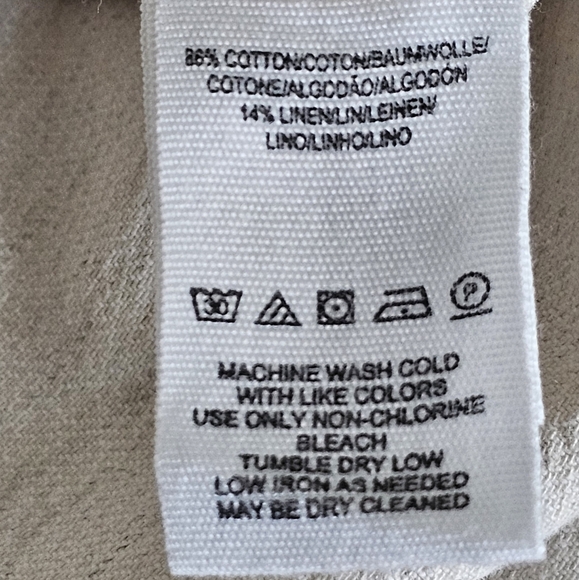 86% COTTON/COTON/BAUMWOLLE/
COTONE/ALGODÃO/ALGODÓN
14% LINEN/LIN/LEINEN/
LINO/LINHO/LINO
30 P
MACHINE WASH COLD
WITH LIKE COLORS
USE ONLY NON-CHLORINE
BLEACH
TUMBLE DRY LOW
LOW IRON AS NEEDED
MAY BE DRY CLEANED